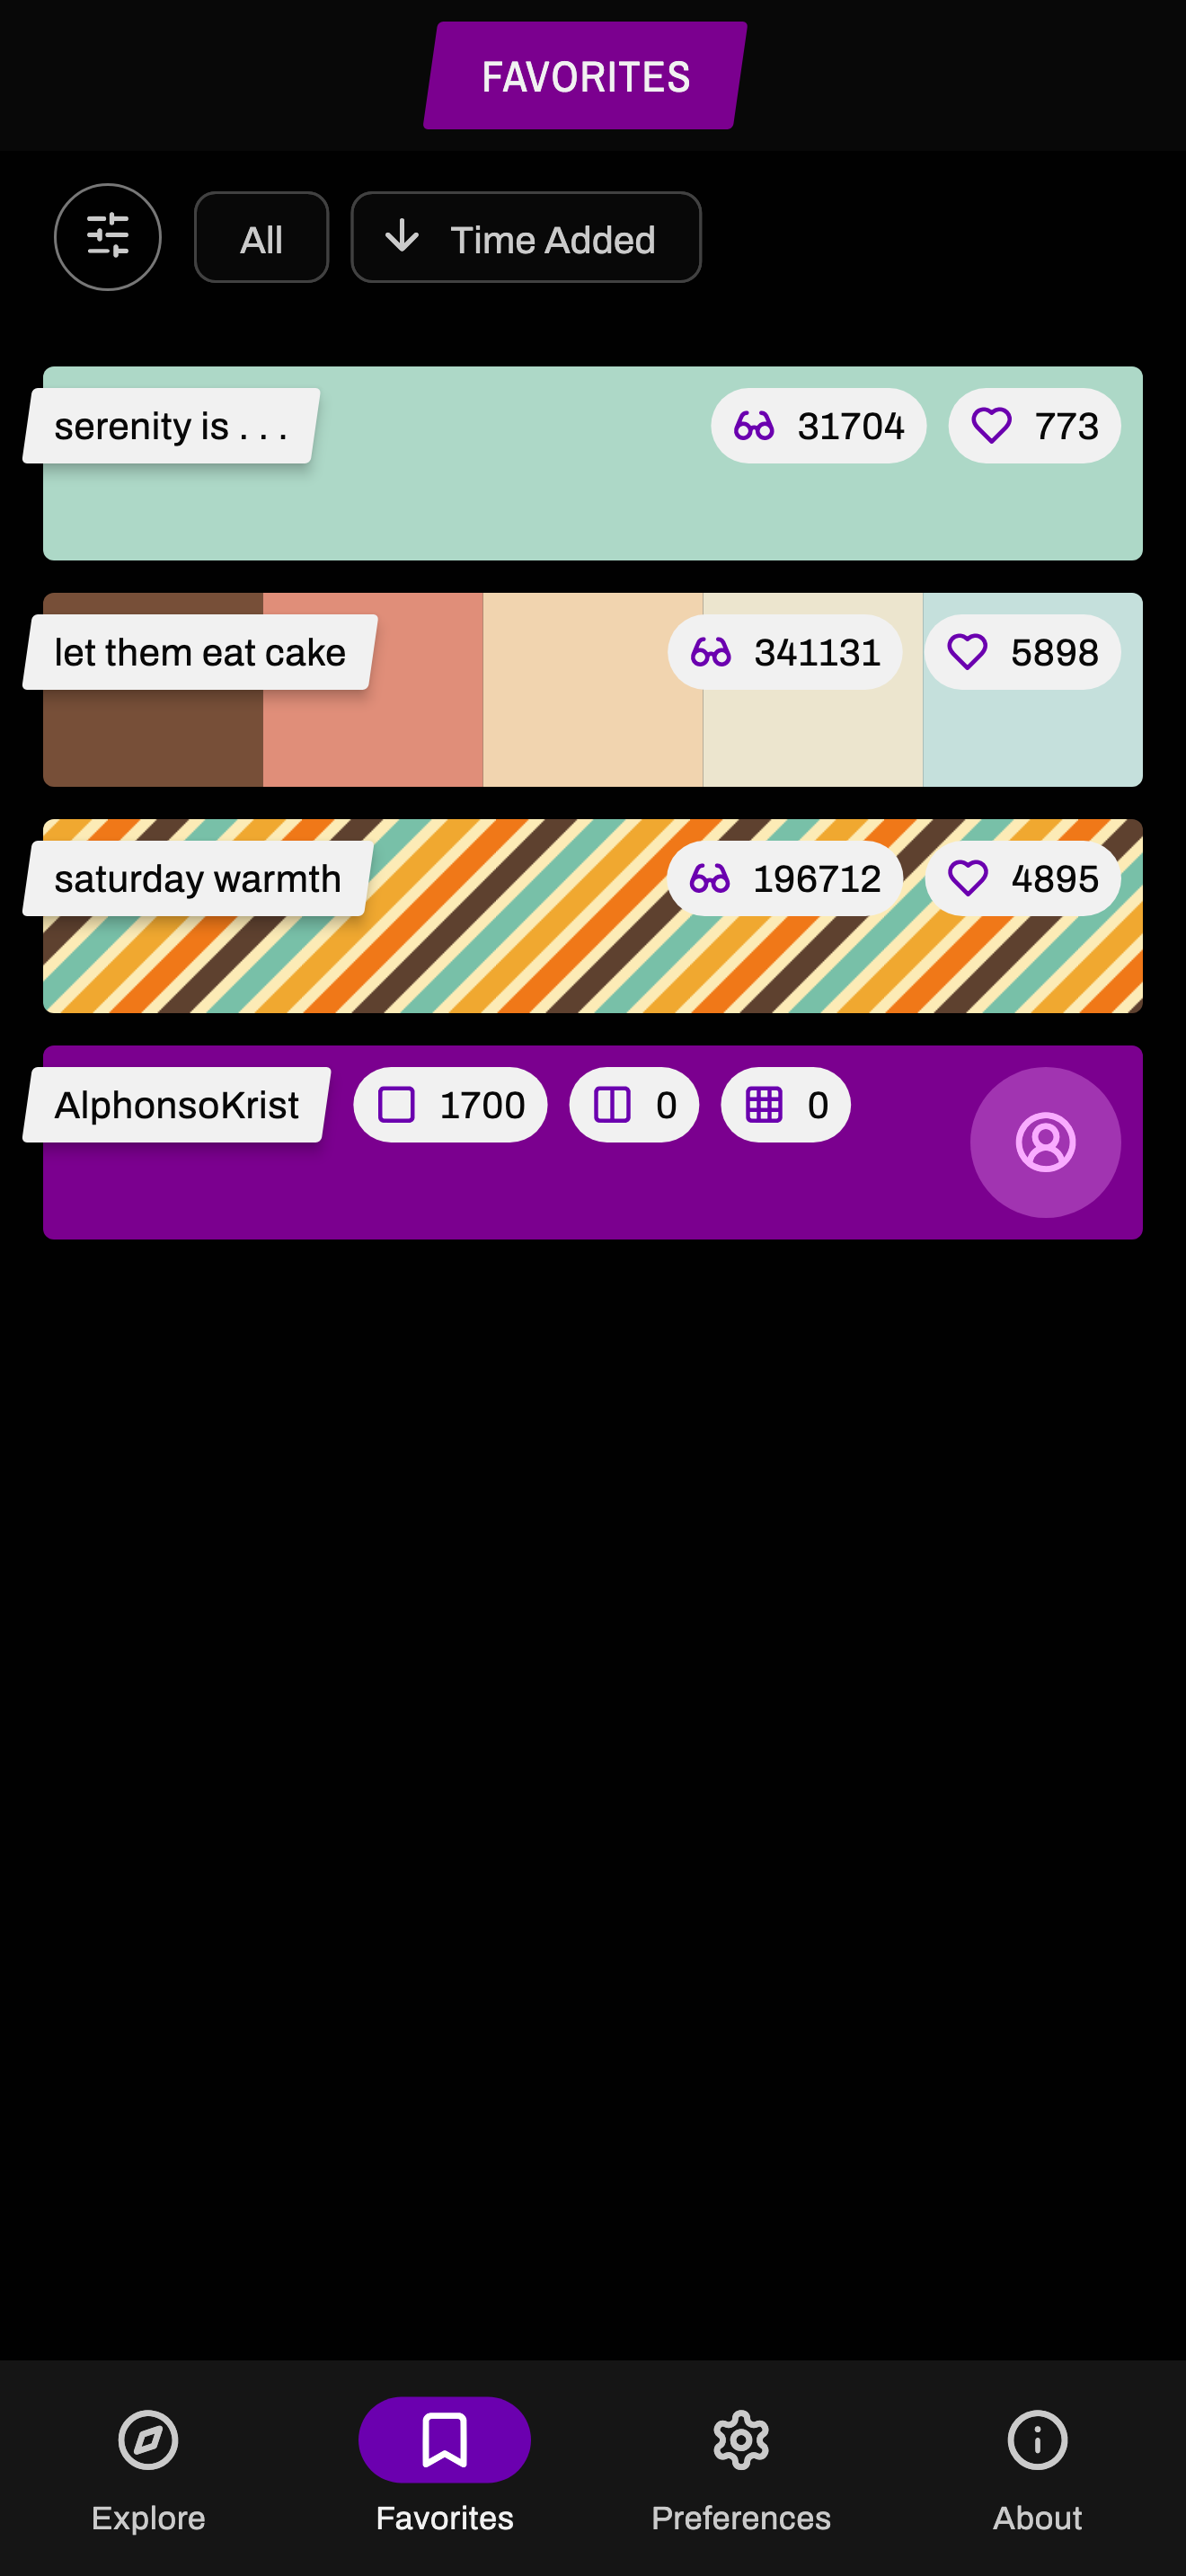 FAVORITES
All
Time Added
serenity is . . .
31704
773
let them eat cake
341131
5898
saturday warmth
196712
4895
AlphonsoKrist
1700
0
0
Explore
Favorites
Preferences
About